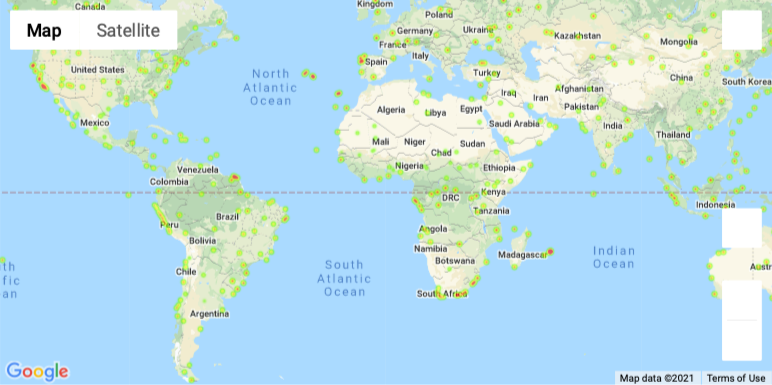 Canada
Kingdom
Poland
Map
Satellite
Germany
Ukraine
Kazakhstan
Mongolia
France
Italy
Spain
United States
North
Atlantic
Ocean
Turkey
China
South Korea
Afghanistan
Iraq
Iran
Pakistan
Algeria
Libya
Egypt
Saudi Arabia
India
Mexico
Mali
Niger
Sudan
Thailand
Chad
Venezuela
Nigeria
Ethiopia
Colombia
DRC
Kenya
Indonesia
Peru
Brazil
Tanzania
Angola
Bolivia
Namibia
Madagascar
Botswana
Indian
Ocean
South
Atlantic
Ocean
Chile
South Africa
Argentina
th
fic
an
Austr
Google
Map data ©2021
Terms of Use